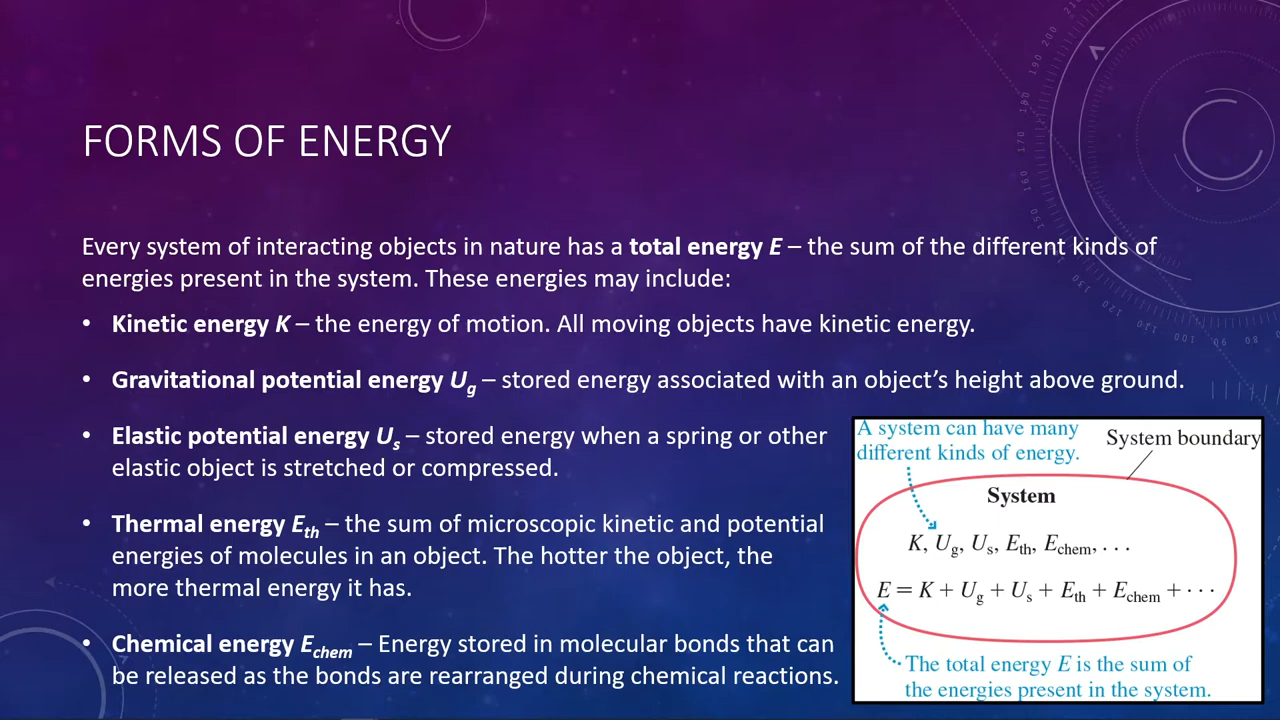 FORMS OF ENERGY
Every system of interacting objects in nature has a total energy E – the sum of the different kinds of
energies present in the system. These energies may include:
• Kinetic energy K – the energy of motion. All moving objects have kinetic energy.
• Gravitational potential energy Ug – stored energy associated with an object’s height above ground.
• Elastic potential energy Us – stored energy when a spring or other
elastic object is stretched or compressed.
• Thermal energy Eth – the sum of microscopic kinetic and potential
energies of molecules in an object. The hotter the object, the
more thermal energy it has.
• Chemical energy Echem – Energy stored in molecular bonds that can
be released as the bonds are rearranged during chemical reactions.
A system can have many
different kinds of energy.
System boundary
System
K, Ug, Us, Eth, Echem, . . .
E = K + Ug + Us + Eth + Echem + · · ·
The total energy E is the sum of
the energies present in the system.